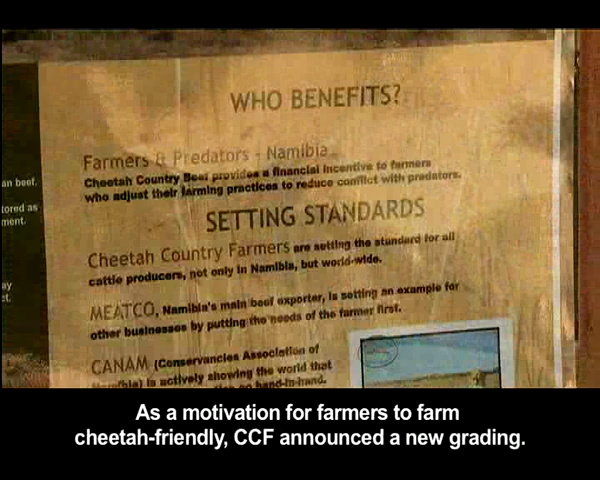 WHO BENEFITS?
Farmers & Predators - Namibia
Cheetah Country Beef provides a financial incentive to farmers
who adjust their farming practices to reduce conflict with predators.
SETTING STANDARDS
an beef.
Cheetah Country Farmers are setting the standard for all
tored as
ment.
cattle producers, not only in Namibia, but world-wide.
MEATCO, Namibia's main beef exporter, is setting an example for
ay
ct.
other businesses by putting the needs of the farmer first.
CANAM (Conservancies Association of
Namibia) is actively showing the world that
on hand-in-hand.
As a motivation for farmers to farm
cheetah-friendly, CCF announced a new grading.